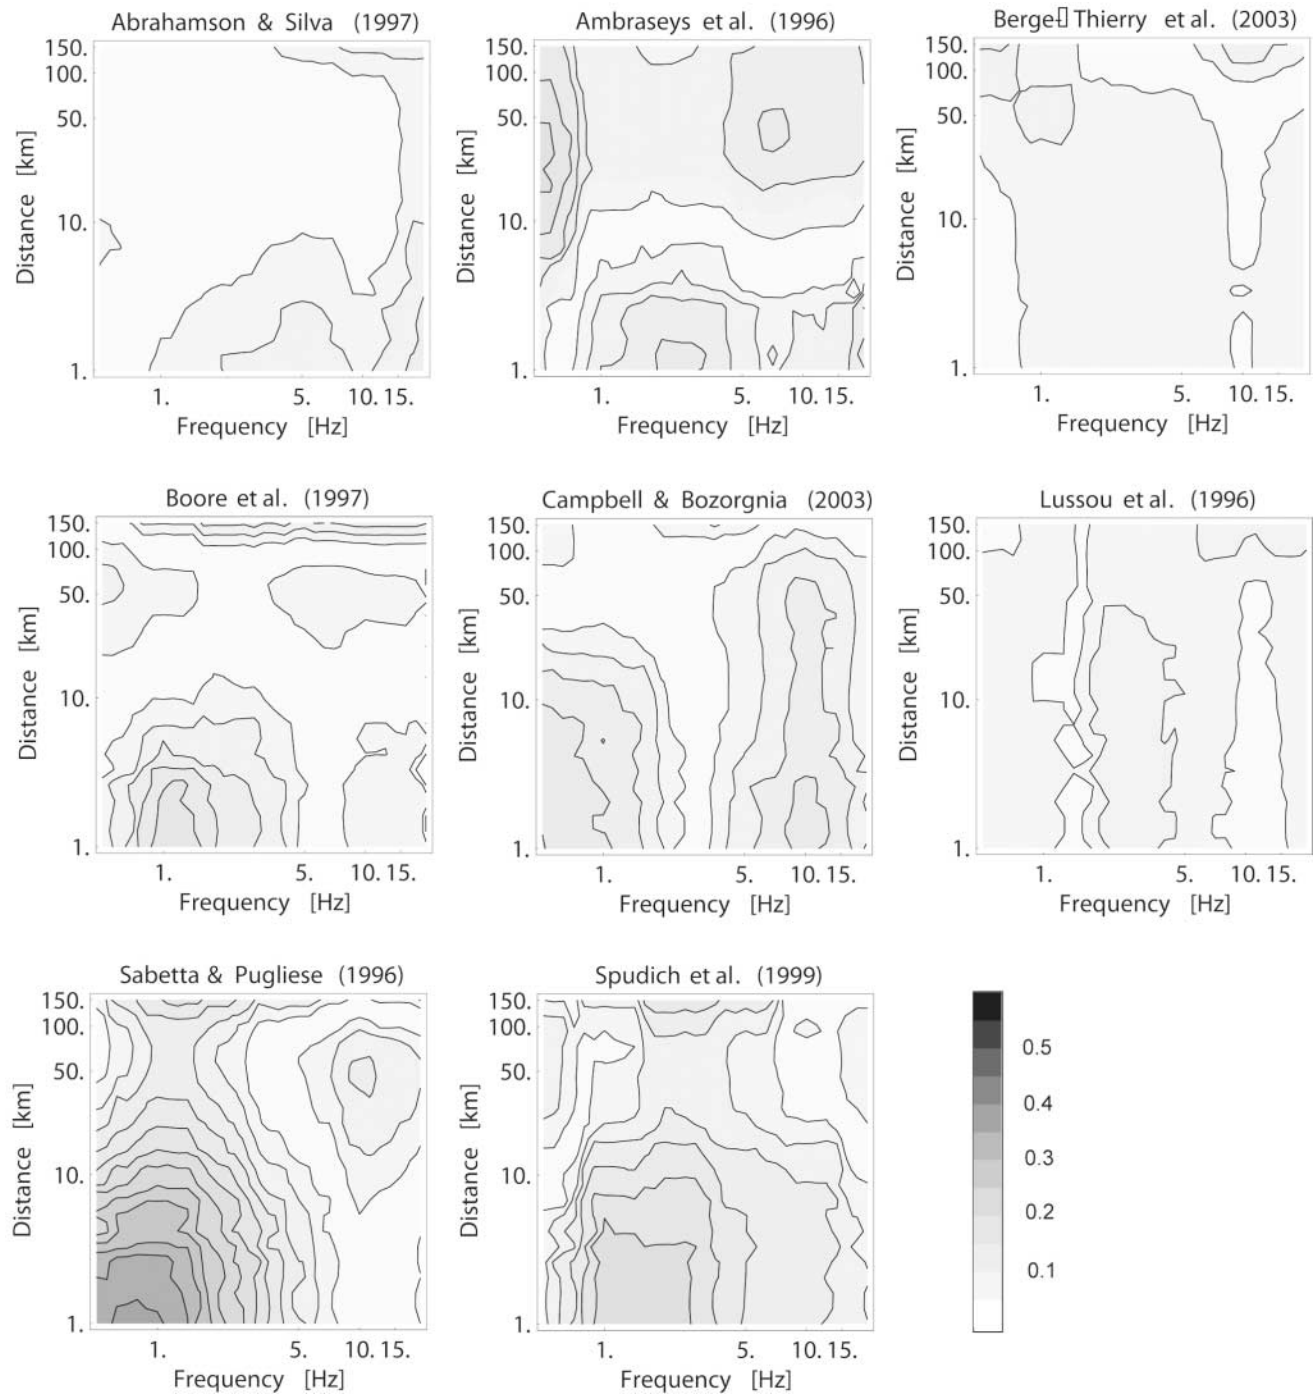 Abrahamson & Silva (1997)
150.
100.
50.
10.
1.
Distance [km]
1. 5. 10. 15.
Frequency [Hz]
Ambraseys et al. (1996)
150.
100.
50.
10.
1.
Distance [km]
1. 5. 10. 15.
Frequency [Hz]
Berge-▯ Thierry et al. (2003)
150.
100.
50.
10.
1.
Distance [km]
1. 5. 10. 15.
Frequency [Hz]
Boore et al. (1997)
150.
100.
50.
10.
1.
Distance [km]
1. 5. 10. 15.
Frequency [Hz]
Campbell & Bozorgnia (2003)
150.
100.
50.
10.
1.
Distance [km]
1. 5. 10. 15.
Frequency [Hz]
Lussou et al. (1996)
150.
100.
50.
10.
1.
Distance [km]
1. 5. 10. 15.
Frequency [Hz]
Sabetta & Pugliese (1996)
150.
100.
50.
10.
1.
Distance [km]
1. 5. 10. 15.
Frequency [Hz]
Spudich et al. (1999)
150.
100.
50.
10.
1.
Distance [km]
1. 5. 10. 15.
Frequency [Hz]
0.5
0.4
0.3
0.2
0.1